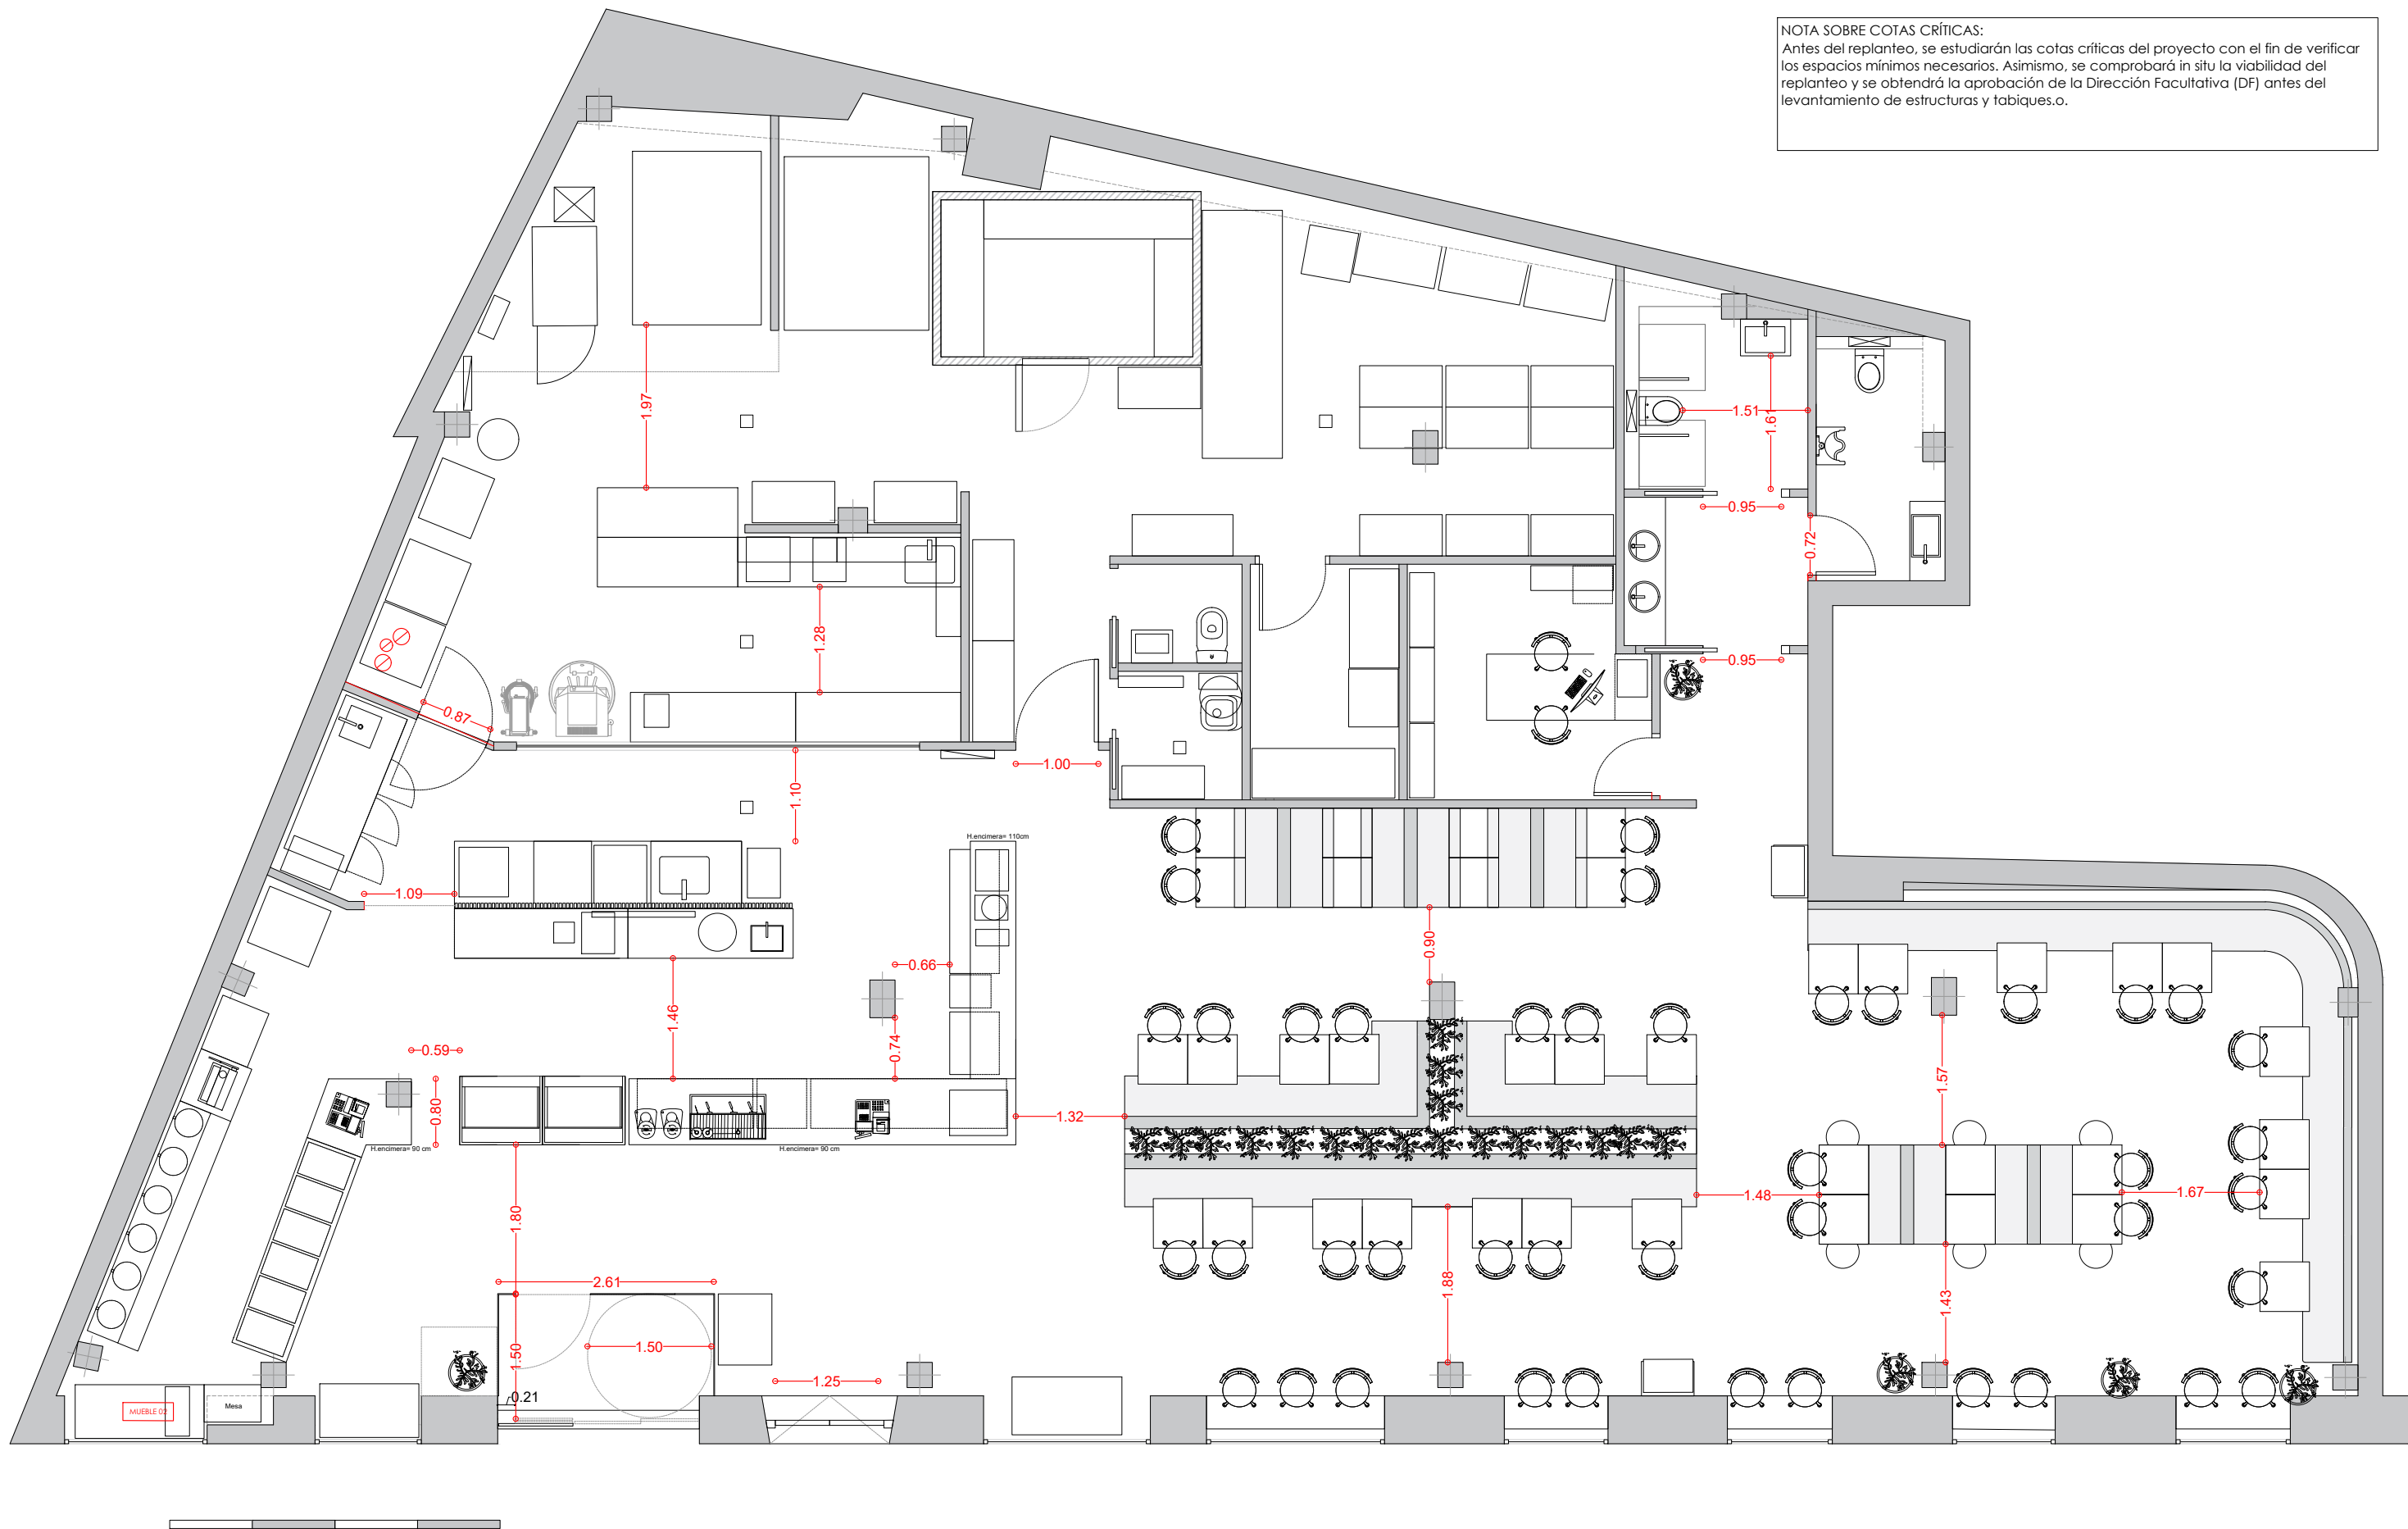 NOTA SOBRE COTAS CRÍTICAS:
Antes del replanteo, se estudiarán las cotas críticas del proyecto con el fin de verificar
los espacios mínimos necesarios. Asimismo, se comprobará in situ la viabilidad del
replanteo y se obtendrá la aprobación de la Dirección Facultativa (DF) antes del
levantamiento de estructuras y tabiques.o.
1.97
1.51
1.61
0.95
0.72
1.28
0.95
0.87
1.00
1.10
H.encimera= 110cm
1.09
0.90
0.66
1.46
0.74
0.59
0.80
1.57
1.32
H.encimera= 90 cm
H.encimera= 90 cm
1.48
1.67
1.80
2.61
1.88
1.43
1.50
1.50
1.25
0.21
MUEBLE 02
Mesa